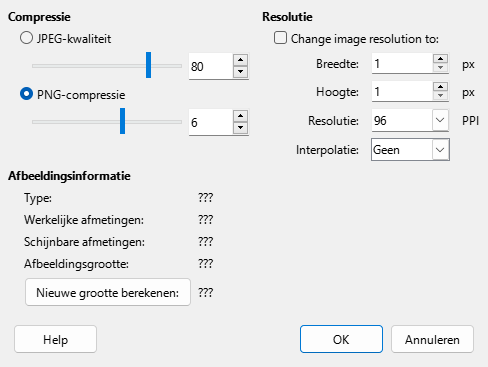 Compressie
JPEG-kwaliteit
80
PNG-compressie
6
Resolutie
Change image resolution to:
Breedte: 1 px
Hoogte: 1 px
Resolutie: 96 PPI
Interpolatie: Geen
Afbeeldingsinformatie
Type: ???
Werkelijke afmetingen: ???
Schijnbare afmetingen: ???
Afbeeldingsgrootte: ???
Nieuwe grootte berekenen: ???
Help OK Annuleren